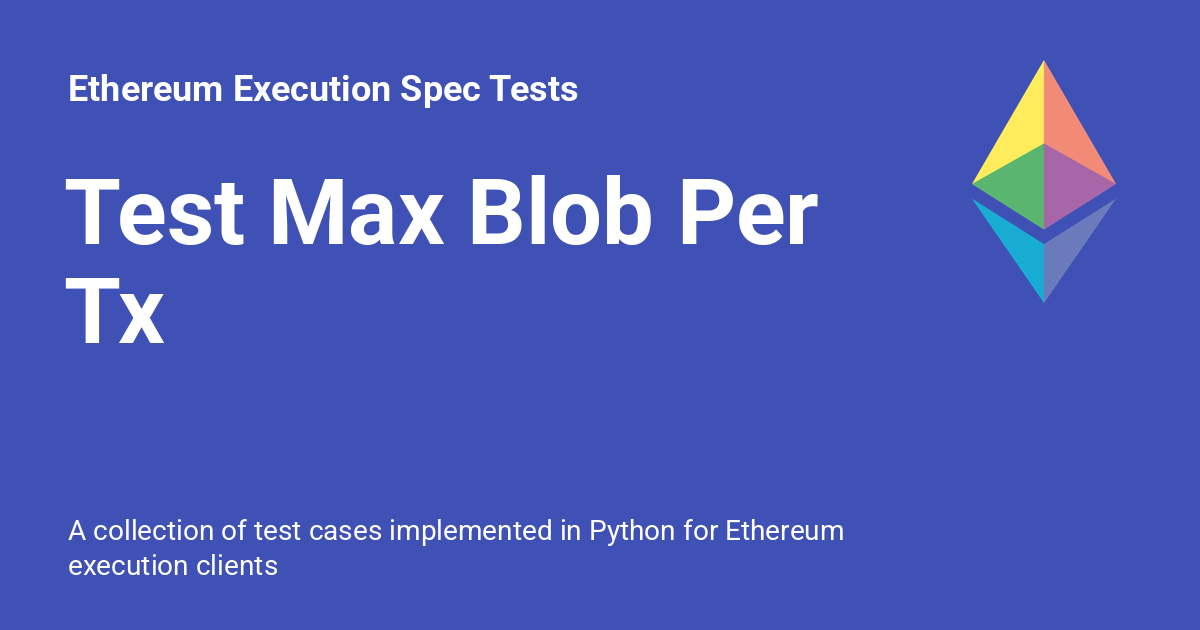 Ethereum Execution Spec Tests
Test Max Blob Per
Tx
A collection of test cases implemented in Python for Ethereum
execution clients